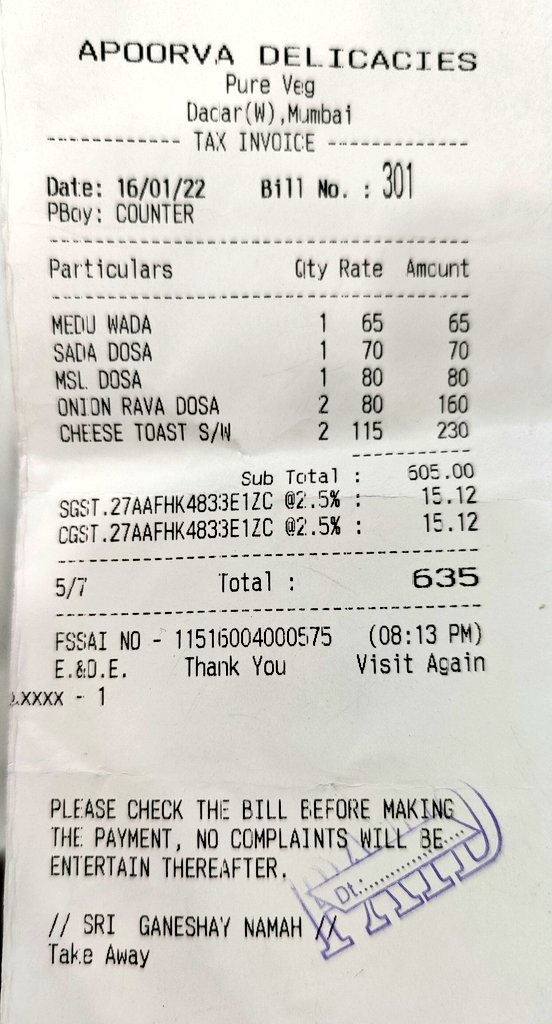 APOORVA DELICACIES
Pure Veg
Dadar(W),Mumbai
------------ TAX INVOICE -------------
Date: 16/01/22 Bill No. : 301
PBoy: COUNTER
Particulars Qty Rate Amount
MEDU WADA 1 65 65
SADA DOSA 1 70 70
MSL DOSA 1 80 80
ONION RAVA DOSA 2 80 160
CHEESE TOAST S/W 2 115 230
Sub Total : 605.00
SGST.27AAFHK4833E1ZC @2.5% : 15.12
CGST.27AAFHK4833E1ZC @2.5% : 15.12
5/7 Total : 635
FSSAI NO - 11516004000575 (08:13 PM)
E.&.O.E. Thank You Visit Again
.XXXX - 1
PLEASE CHECK THE BILL BEFORE MAKING
THE PAYMENT, NO COMPLAINTS WILL BE
ENTERTAIN THEREAFTER.
Dt.:............
// SRI GANESHAY NAMAH //
Take Away